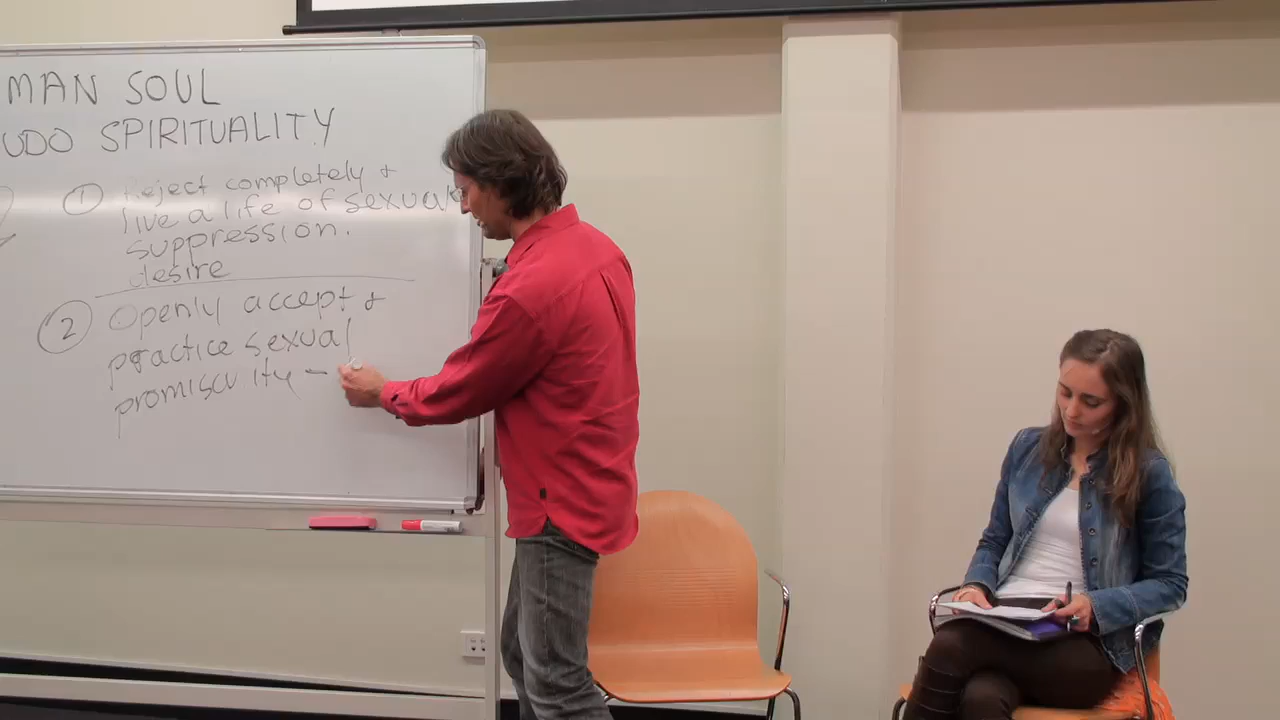 MAN SOUL
UDO SPIRITUALITY
1 Reject completely +
live a life of sexual
suppression.
desire
2 Openly accept +
practice sexual
promiscuity -